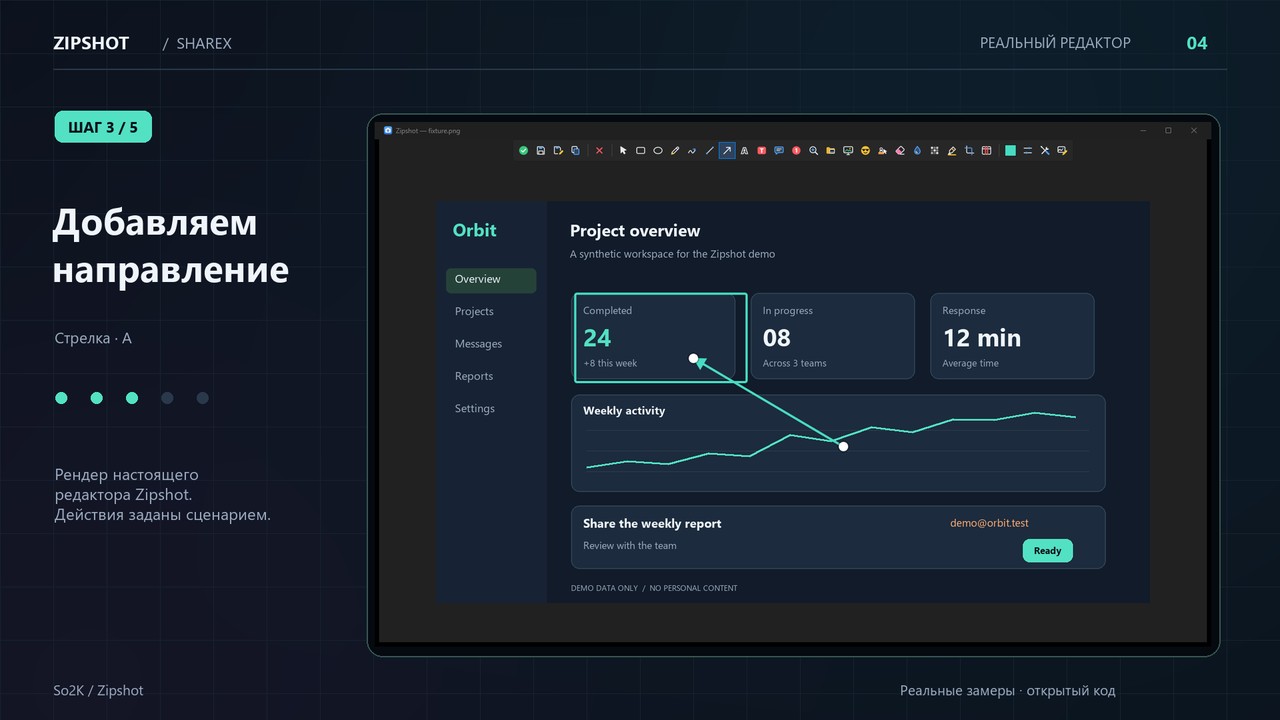 ZIPSHOT / SHAREX
РЕАЛЬНЫЙ РЕДАКТОР 04
ШАГ 3 / 5
Добавляем
направление
Стрелка · A
Рендер настоящего
редактора Zipshot.
Действия заданы сценарием.
Zipshot — fixture.png
Orbit
Overview
Projects
Messages
Reports
Settings
Project overview
A synthetic workspace for the Zipshot demo
Completed
24
+8 this week
In progress
08
Across 3 teams
Response
12 min
Average time
Weekly activity
Share the weekly report
Review with the team
demo@orbit.test
Ready
DEMO DATA ONLY / NO PERSONAL CONTENT
So2K / Zipshot
Реальные замеры · открытый код